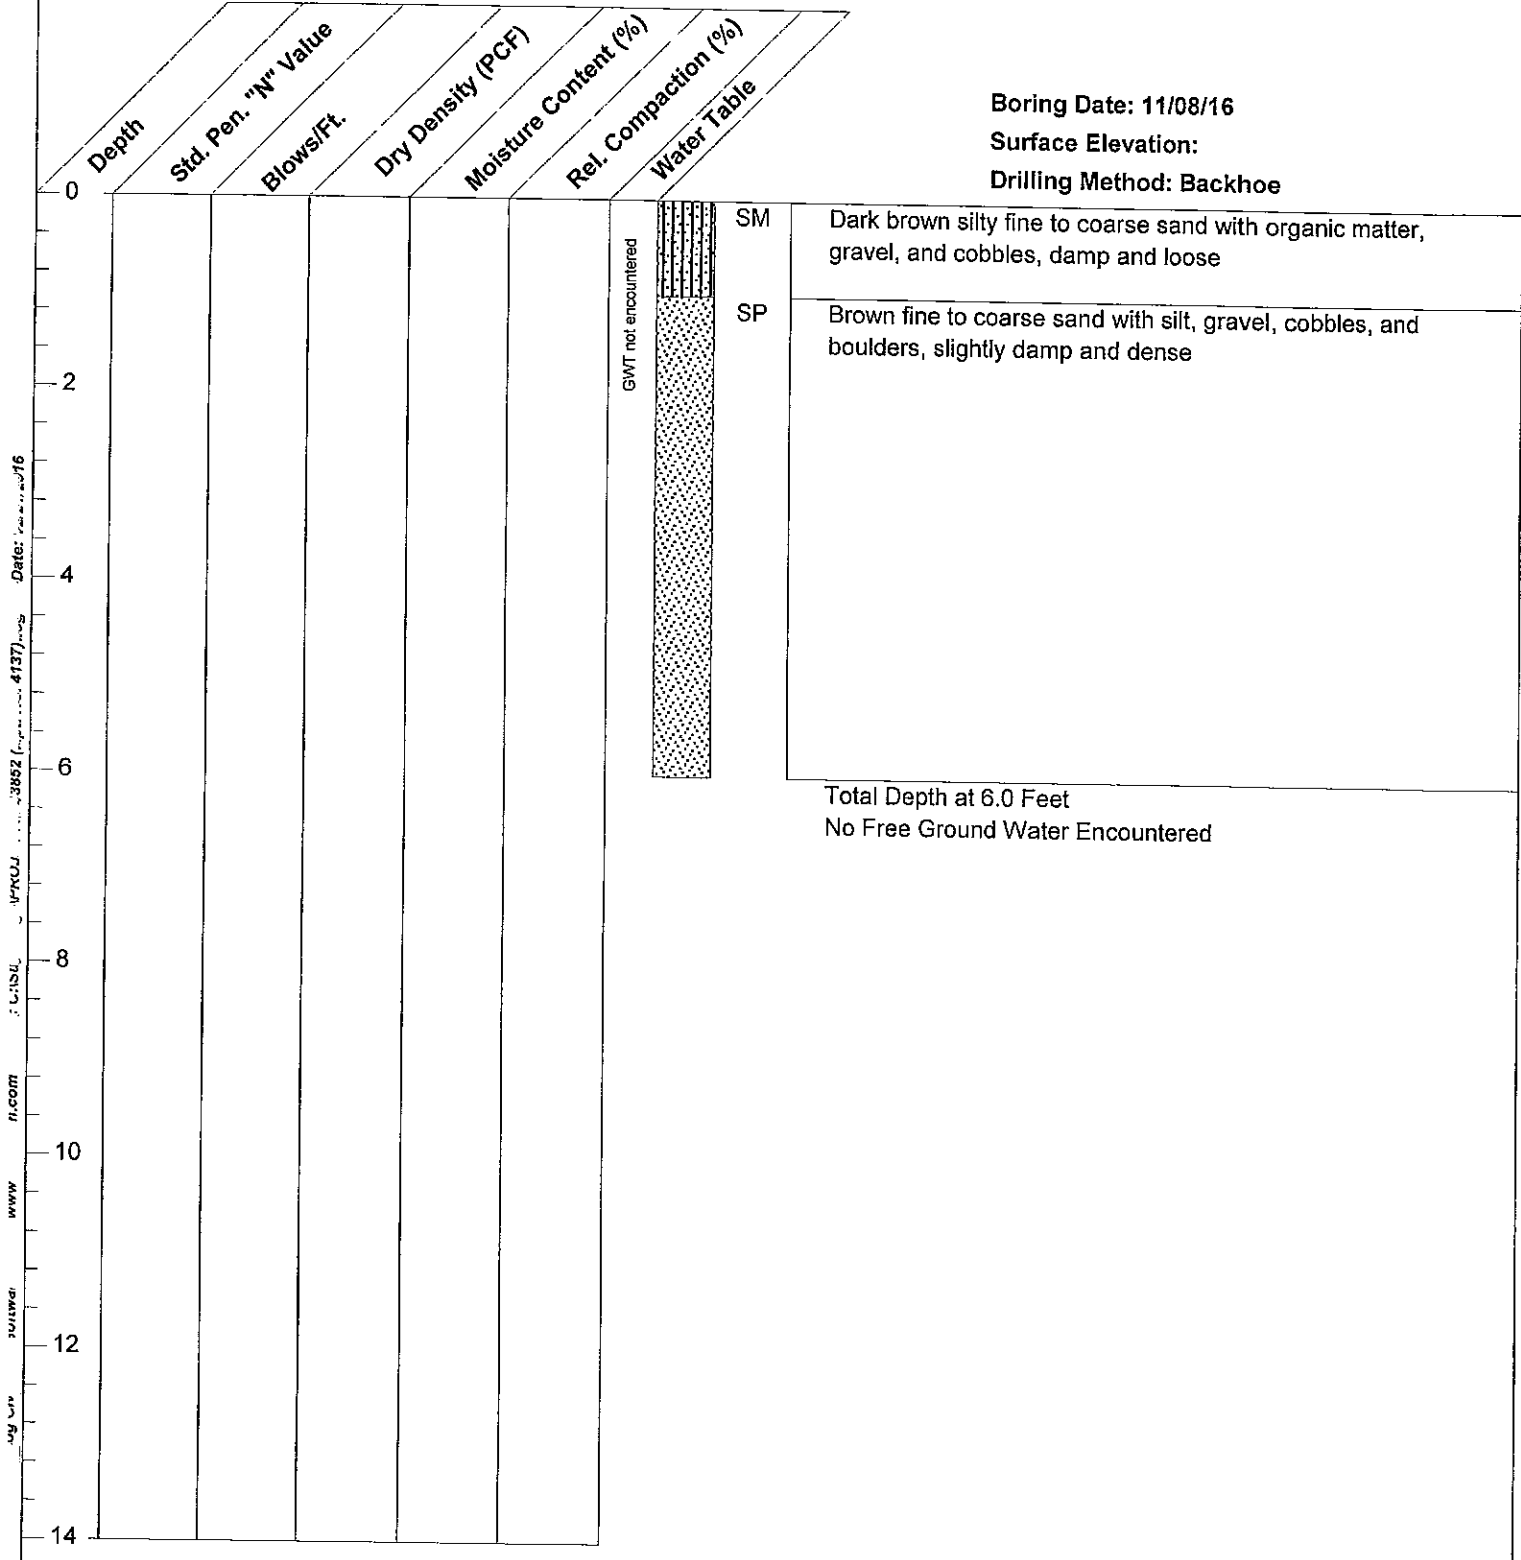 Depth
Std. Pen. "N" Value
Blows/Ft.
Dry Density (PCF)
Moisture Content (%)
Rel. Compaction (%)
Water Table
Boring Date: 11/08/16
Surface Elevation:
Drilling Method: Backhoe
0
GWT not encountered
SM
Dark brown silty fine to coarse sand with organic matter,
gravel, and cobbles, damp and loose
SP
Brown fine to coarse sand with silt, gravel, cobbles, and
boulders, slightly damp and dense
2
4
6
Total Depth at 6.0 Feet
No Free Ground Water Encountered
8
10
12
14
www
Date: